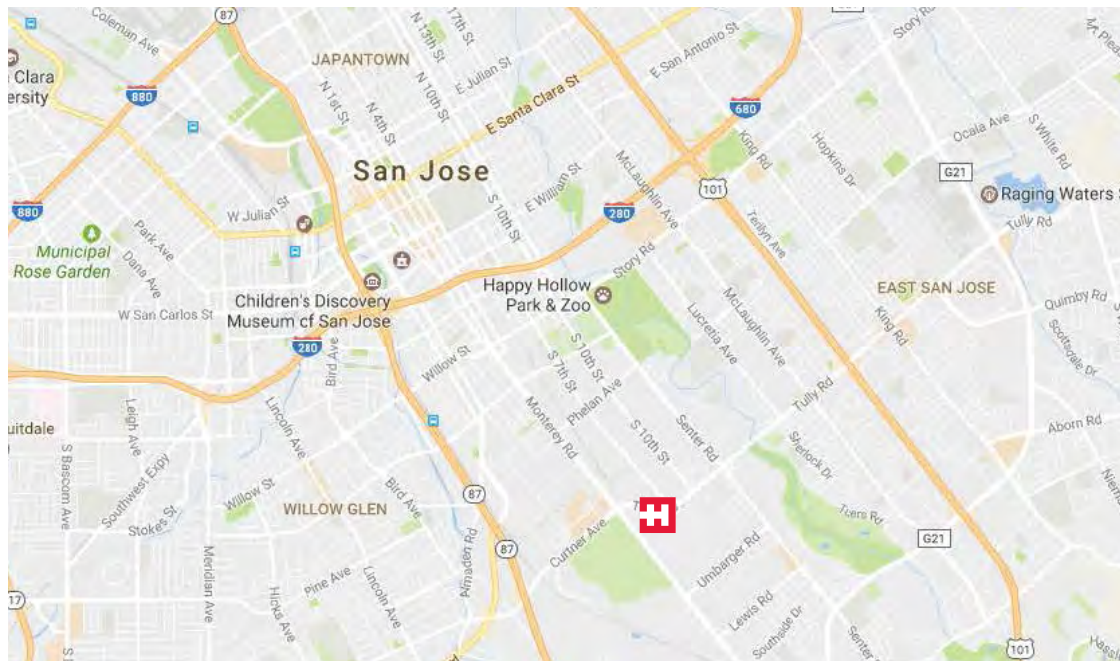 87
Coleman Ave
17th St
N 13th St
JAPANTOWN
E Julian St
N 10th St
N 1st St
N 4th St
E Santa Clara St
E San Antonio St
Story Rd
Clara
ersity
880
680
Ocala Ave
S White Rd
King Rd
Hopkins Dr
G21
San Jose
McLaughlin Ave
101
Raging Waters S
Tully Rd
880
W Julian St
S 10th St
E William St
280
Terilyn Ave
Park Ave
Dana Ave
Municipal
Rose Garden
Story Rd
Happy Hollow
Park & Zoo
EAST SAN JOSE
Children's Discovery
Museum of San Jose
W San Carlos St
280
Bird Ave
Willow St
McLaughlin Ave
Lucretia Ave
King Rd
Quimby Rd
Scottsdale Dr
S 10th St
S 7th St
Phelan Ave
Tully Rd
Leigh Ave
Lincoln Ave
Monterey Rd
S 10th St
Senter Rd
Aborn Rd
uitdale
S Bascom Ave
Southwest Expy
Sherlock Dr
Willow St
Bird Ave
87
WILLOW GLEN
Stokes St
H
Tuers Rd
G21
Curtner Ave
87
Almaden Rd
Umbarger Rd
Meridian Ave
Pine Ave
Lincoln Ave
Hicks Ave
Lewis Rd
Southside Dr
17
101